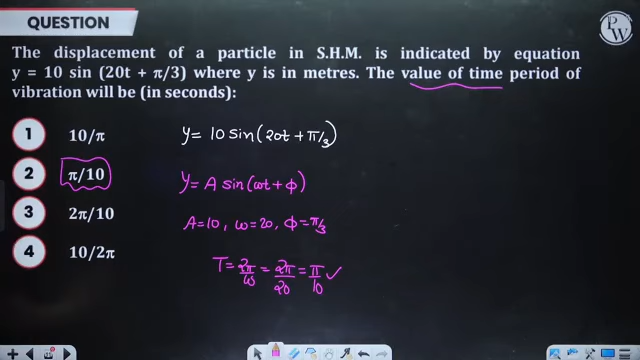 QUESTION
PW
The displacement of a particle in S.H.M. is indicated by equation
y = 10 sin (20t + π/3) where y is in metres. The value of time period of
vibration will be (in seconds):
1 10/π
2 π/10
3 2π/10
4 10/2π
y = 10 sin(20t + π/3)
y = A sin(ωt + ϕ)
A = 10 , ω = 20 , ϕ = π/3
T = 2π/ω = 2π/20 = π/10 ✓